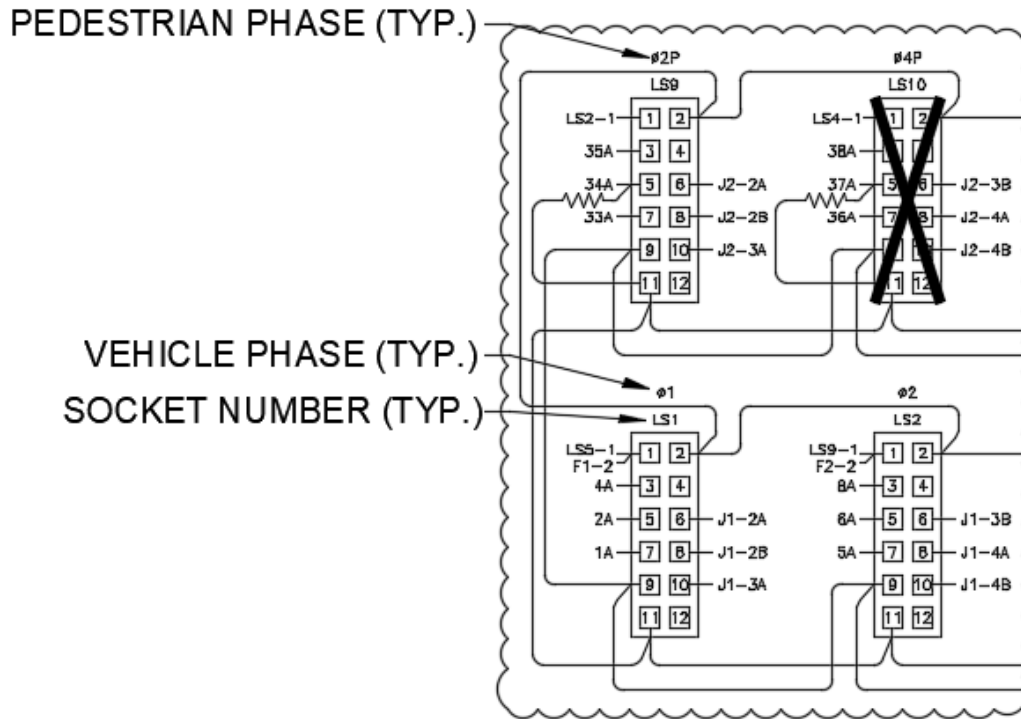 PEDESTRIAN PHASE (TYP.)
ø2P
ø4P
LS9
LS10
LS2-1 1 2
LS4-1 1 2
35A 3 4
38A
34A 5 6 J2-2A
37A 5 6 J2-3B
33A 7 8 J2-2B
36A 7 8 J2-4A
9 10 J2-3A
J2-4B
11 12
11 12
VEHICLE PHASE (TYP.)
ø1
ø2
SOCKET NUMBER (TYP.)
LS1
LS2
LS5-1 1 2
F1-2
LS9-1 1 2
F2-2
4A 3 4
8A 3 4
2A 5 6 J1-2A
6A 5 6 J1-3B
1A 7 8 J1-2B
5A 7 8 J1-4A
9 10 J1-3A
9 10 J1-4B
11 12
11 12